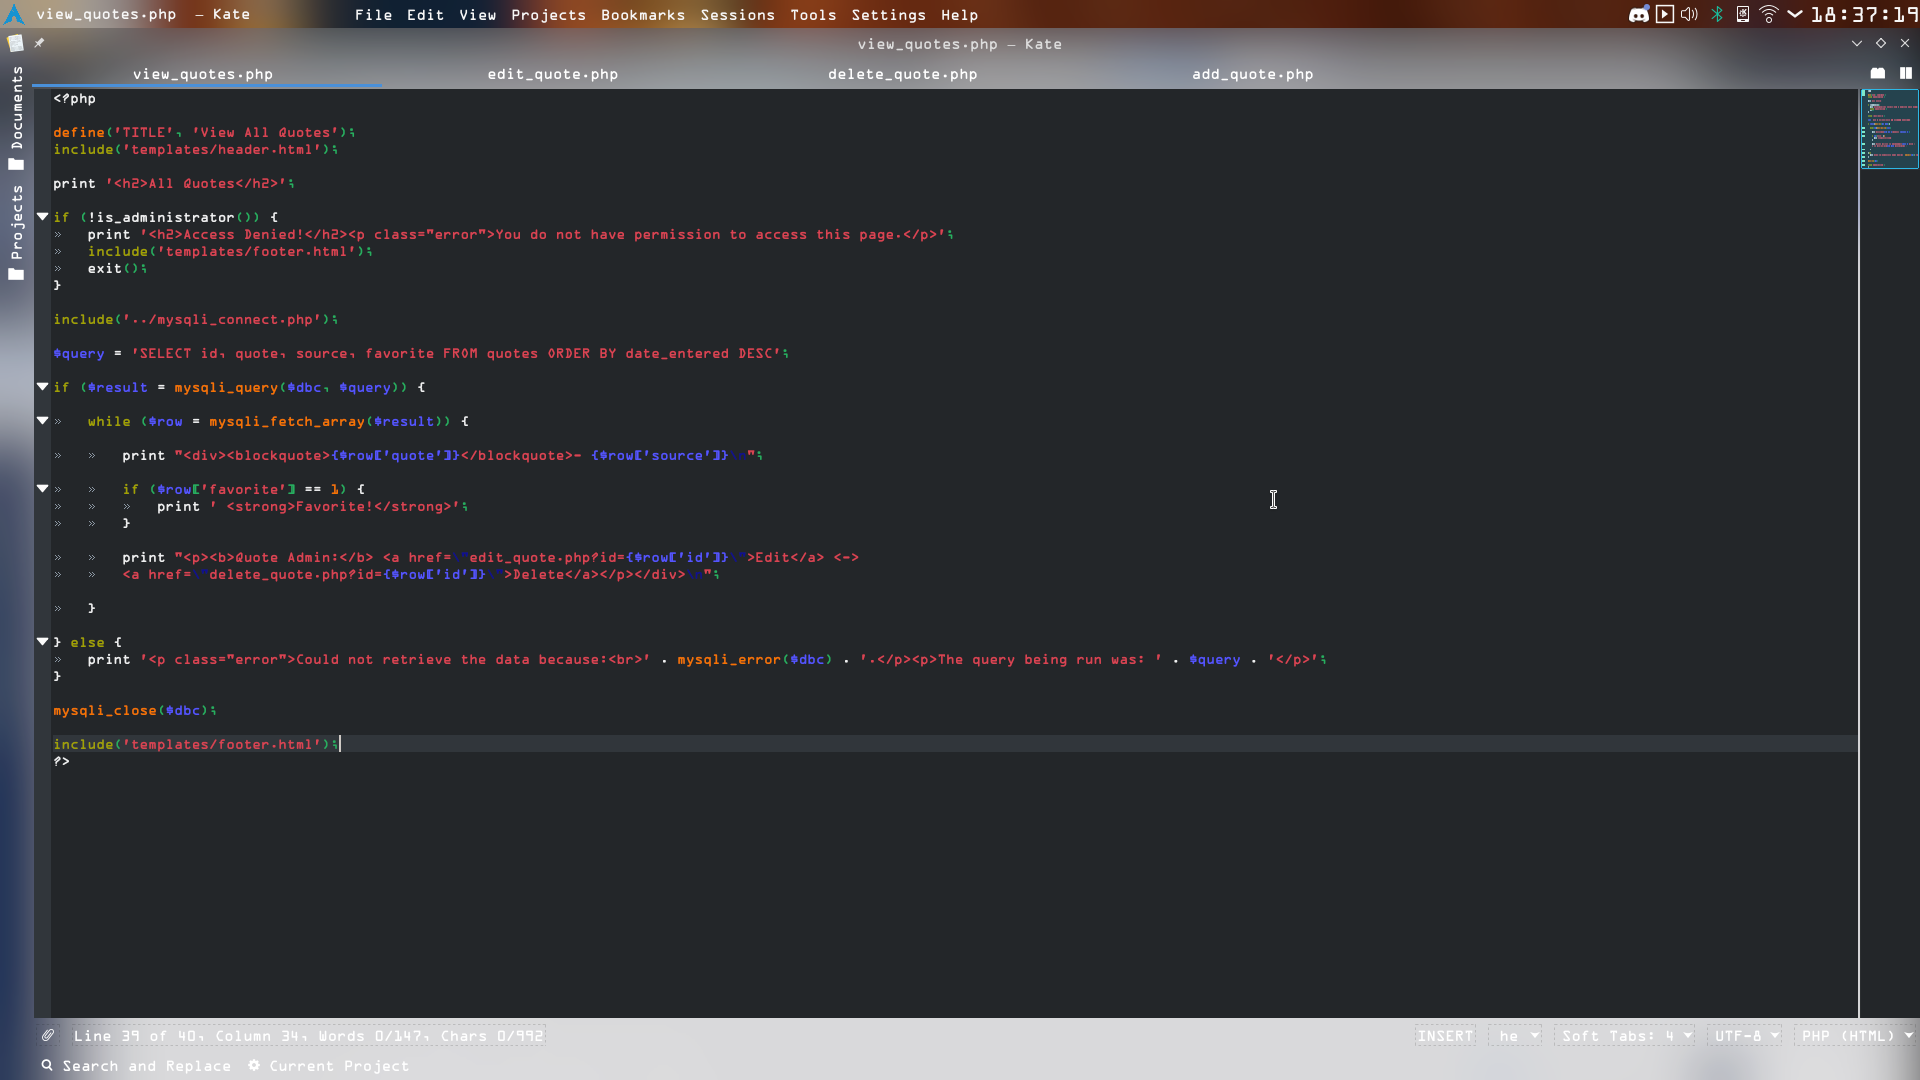 view_quotes.php — Kate
File Edit View Projects Bookmarks Sessions Tools Settings Help
18:37:19
view_quotes.php — Kate
view_quotes.php edit_quote.php delete_quote.php add_quote.php
Documents
Projects
<?php
define('TITLE', 'View All Quotes');
include('templates/header.html');
print '<h2>All Quotes</h2>';
if (!is_administrator()) {
» print '<h2>Access Denied!</h2><p class="error">You do not have permission to access this page.</p>';
» include('templates/footer.html');
» exit();
}
include('../mysqli_connect.php');
$query = 'SELECT id, quote, source, favorite FROM quotes ORDER BY date_entered DESC';
if ($result = mysqli_query($dbc, $query)) {
» while ($row = mysqli_fetch_array($result)) {
» » print "<div><blockquote>{$row['quote']}</blockquote>- {$row['source']}\n";
» » if ($row['favorite'] == 1) {
» » » print ' <strong>Favorite!</strong>';
» » }
» » print "<p><b>Quote Admin:</b> <a href=\"edit_quote.php?id={$row['id']}\">Edit</a> <->
» » <a href=\"delete_quote.php?id={$row['id']}\">Delete</a></p></div>\n";
» }
} else {
» print '<p class="error">Could not retrieve the data because:<br>' . mysqli_error($dbc) . '.</p><p>The query being run was: ' . $query . '</p>';
}
mysqli_close($dbc);
include('templates/footer.html');
?>
Line 39 of 40, Column 34, Words 0/147, Chars 0/992
INSERT he Soft Tabs: 4 UTF-8 PHP (HTML)
Search and Replace Current Project